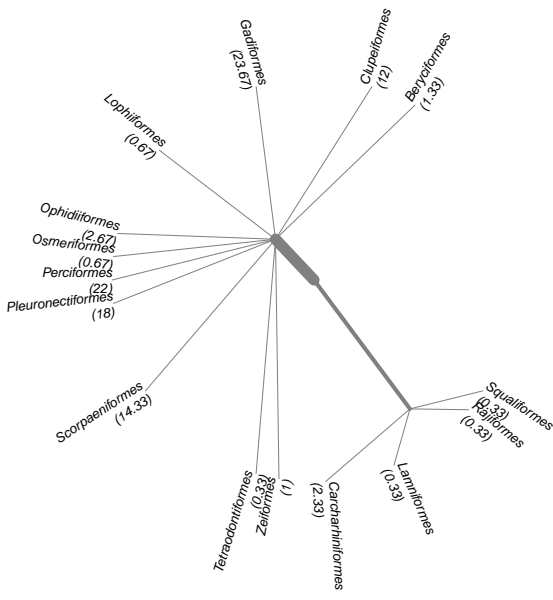 Gadiformes
(23.67)
Clupeiformes
(12)
Beryciformes
(1.33)
Lophiiformes
(0.67)
Ophidiiformes
(2.67)
Osmeriformes
(0.67)
Perciformes
(22)
Pleuronectiformes
(18)
Scorpaeniformes
(14.33)
Tetraodontiformes
(0.33)
Zeiformes
(1)
Carcharhiniformes
(2.33)
Lamniformes
(0.33)
Squaliformes
(0.33)
Rajiformes
(0.33)